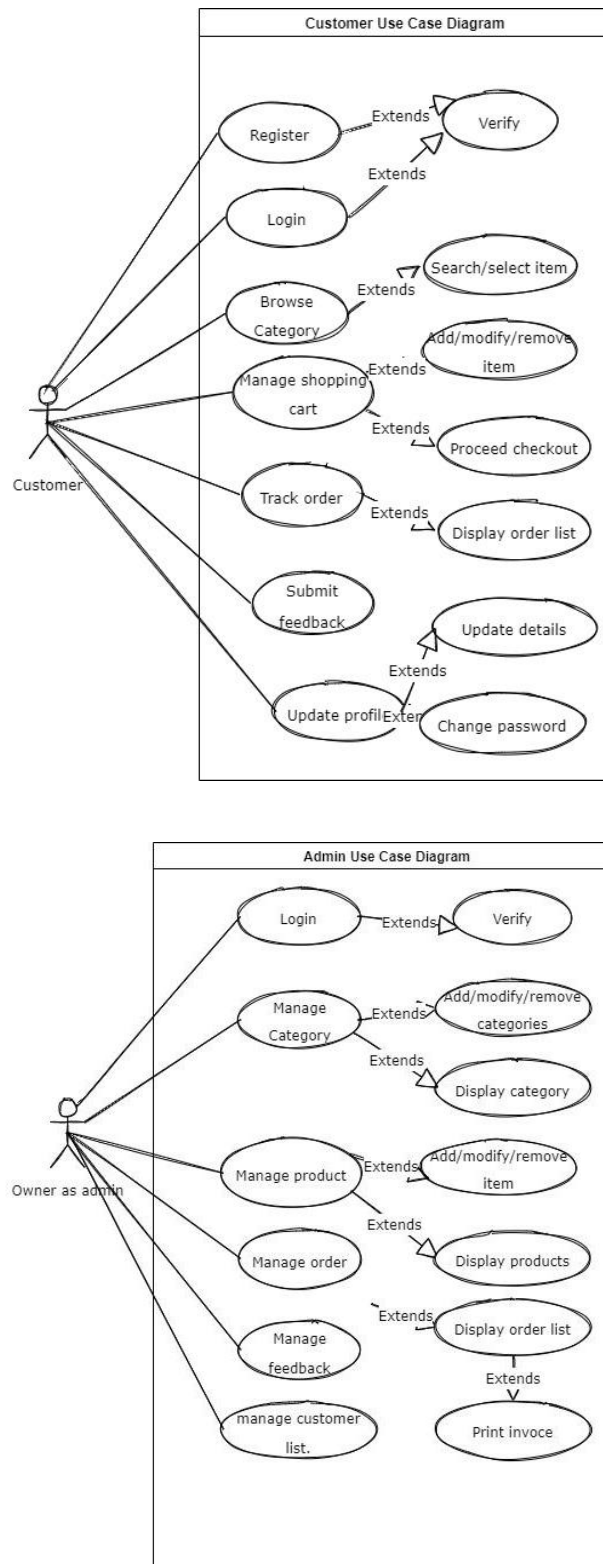 Customer Use Case Diagram
Register
Extends
Verify
Login
Extends
Browse
Category
Extends
Search/select item
Manage shopping
cart
Extends
Add/modify/remove
item
Extends
Proceed checkout
Customer
Track order
Extends
Display order list
Submit
feedback
Update profil
Extends
Update details
Exter
Change password
Admin Use Case Diagram
Login
Extends
Verify
Manage
Category
Extends
Add/modify/remove
categories
Extends
Display category
Owner as admin
Manage product
Extends
Add/modify/remove
item
Extends
Display products
Manage order
Extends
Display order list
Manage
feedback
Extends
manage customer
list.
Print invoce